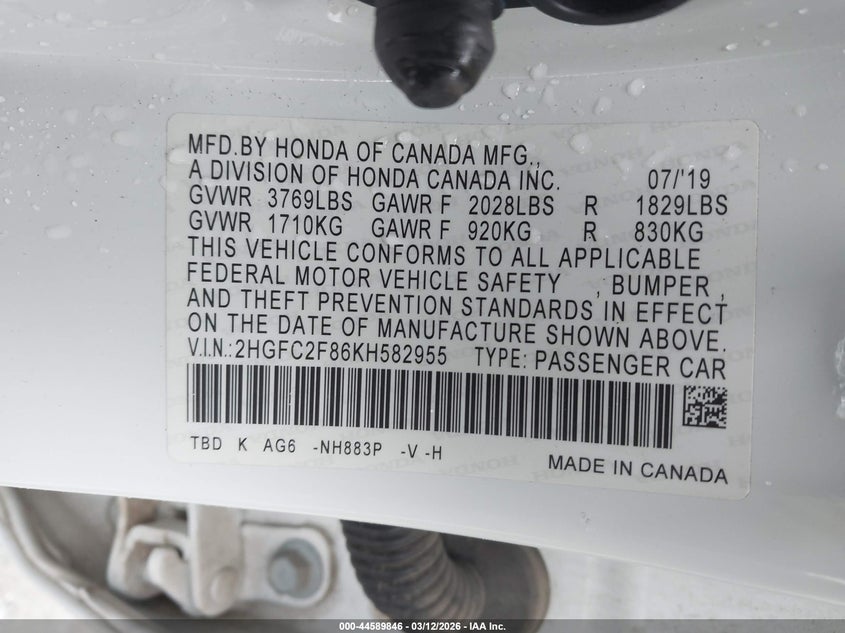 MFD.BY HONDA OF CANADA MFG.,
A DIVISION OF HONDA CANADA INC. 07/'19
GVWR 3769LBS GAWR F 2028LBS R 1829LBS
GVWR 1710KG GAWR F 920KG R 830KG
THIS VEHICLE CONFORMS TO ALL APPLICABLE
FEDERAL MOTOR VEHICLE SAFETY , BUMPER ,
AND THEFT PREVENTION STANDARDS IN EFFECT
ON THE DATE OF MANUFACTURE SHOWN ABOVE.
V.I.N.:2HGFC2F86KH582955 TYPE: PASSENGER CAR
TBD K AG6 -NH883P -V -H
MADE IN CANADA
000-44589846 - 03/12/2026 - IAA Inc.